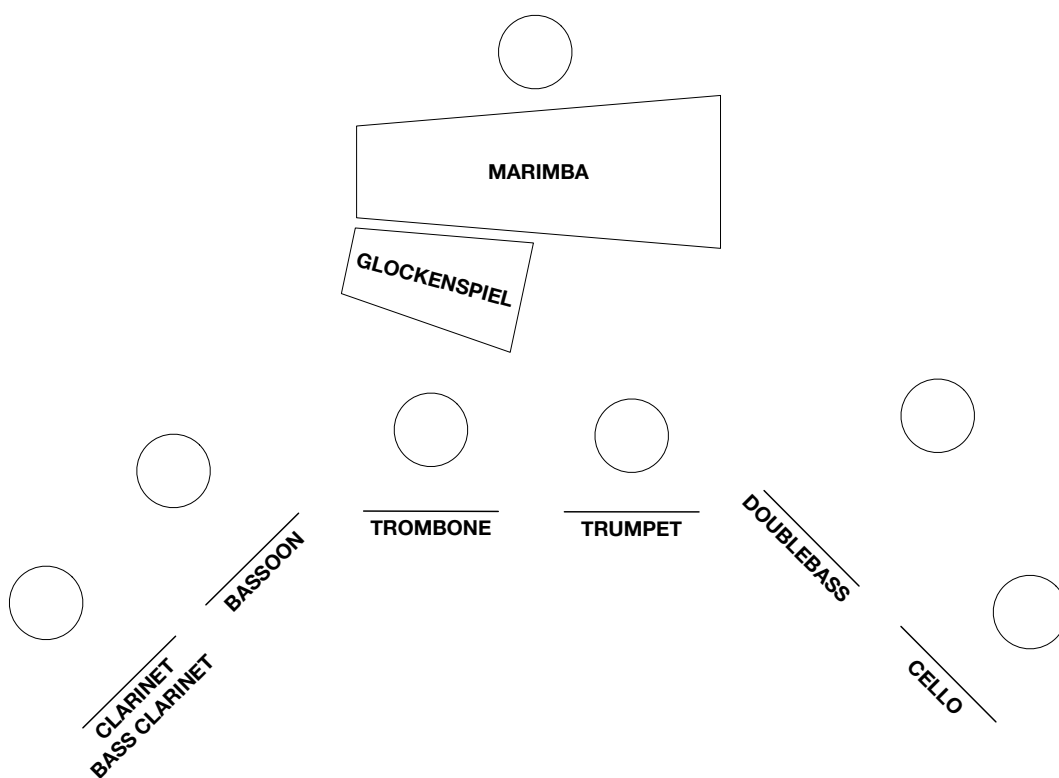 MARIMBA
GLOCKENSPIEL
BASSOON
TROMBONE
TRUMPET
DOUBLEBASS
CLARINET
BASS CLARINET
CELLO